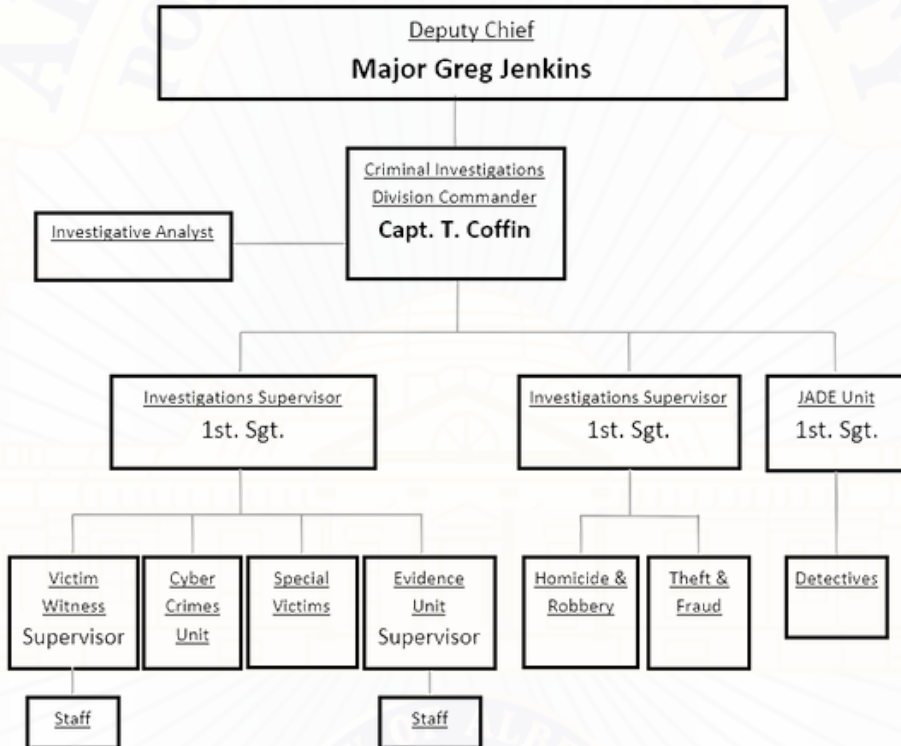 Deputy Chief
Major Greg Jenkins
Criminal Investigations
Division Commander
Capt. T. Coffin
Investigative Analyst
Investigations Supervisor
1st. Sgt.
Investigations Supervisor
1st. Sgt.
JADE Unit
1st. Sgt.
Victim
Witness
Supervisor
Cyber
Crimes
Unit
Special
Victims
Evidence
Unit
Supervisor
Homicide &
Robbery
Theft &
Fraud
Detectives
Staff
Staff